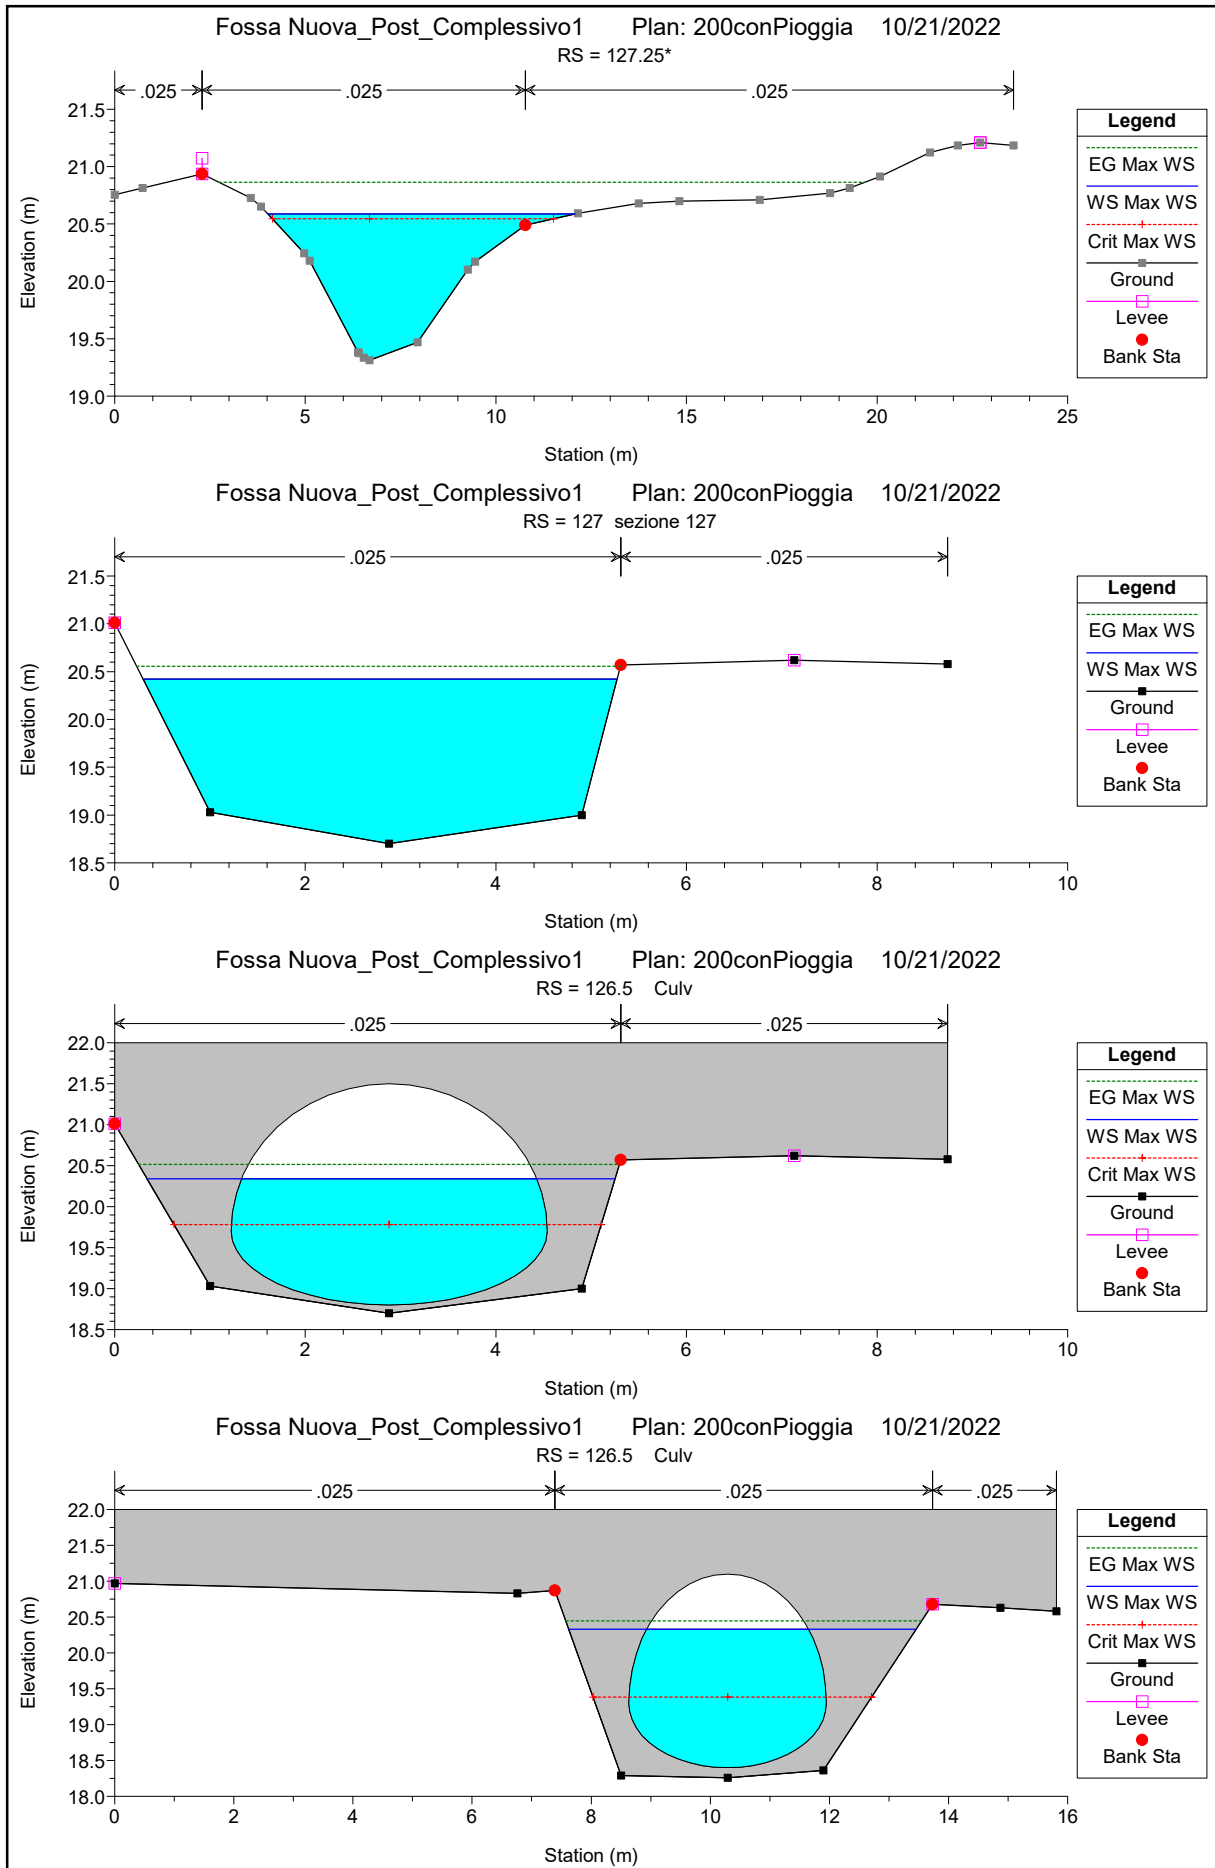 Fossa Nuova_Post_Complessivo1 Plan: 200conPioggia 10/21/2022
RS = 127.25*
.025 .025 .025
21.5
21.0
20.5
20.0
19.5
19.0
Elevation (m)
0 5 10 15 20 25
Station (m)
Legend
EG Max WS
WS Max WS
Crit Max WS
Ground
Levee
Bank Sta
Fossa Nuova_Post_Complessivo1 Plan: 200conPioggia 10/21/2022
RS = 127 sezione 127
.025 .025
21.5
21.0
20.5
20.0
19.5
19.0
18.5
Elevation (m)
0 2 4 6 8 10
Station (m)
Legend
EG Max WS
WS Max WS
Ground
Levee
Bank Sta
Fossa Nuova_Post_Complessivo1 Plan: 200conPioggia 10/21/2022
RS = 126.5 Culv
.025 .025
22.0
21.5
21.0
20.5
20.0
19.5
19.0
18.5
Elevation (m)
0 2 4 6 8 10
Station (m)
Legend
EG Max WS
WS Max WS
Crit Max WS
Ground
Levee
Bank Sta
Fossa Nuova_Post_Complessivo1 Plan: 200conPioggia 10/21/2022
RS = 126.5 Culv
.025 .025 .025
22.0
21.5
21.0
20.5
20.0
19.5
19.0
18.5
18.0
Elevation (m)
0 2 4 6 8 10 12 14 16
Station (m)
Legend
EG Max WS
WS Max WS
Crit Max WS
Ground
Levee
Bank Sta